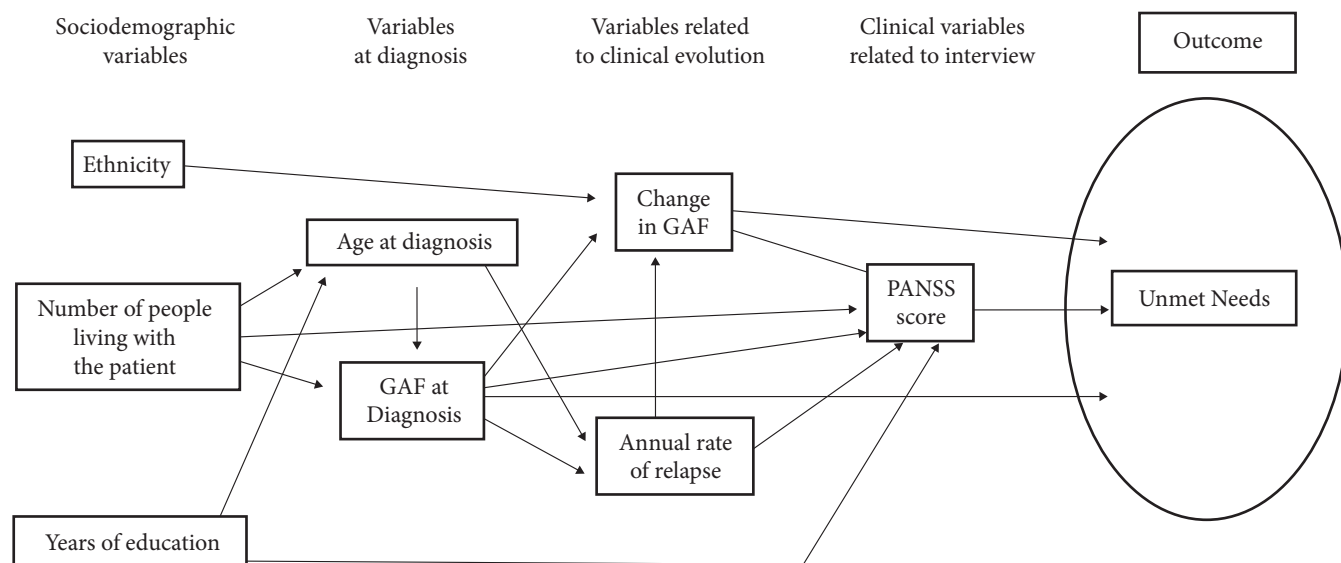 Sociodemographic
variables
Variables
at diagnosis
Variables related
to clinical evolution
Clinical variables
related to interview
Outcome
Ethnicity
Change
in GAF
Age at diagnosis
Number of people
living with
the patient
PANSS
score
Unmet Needs
GAF at
Diagnosis
Annual rate
of relapse
Years of education